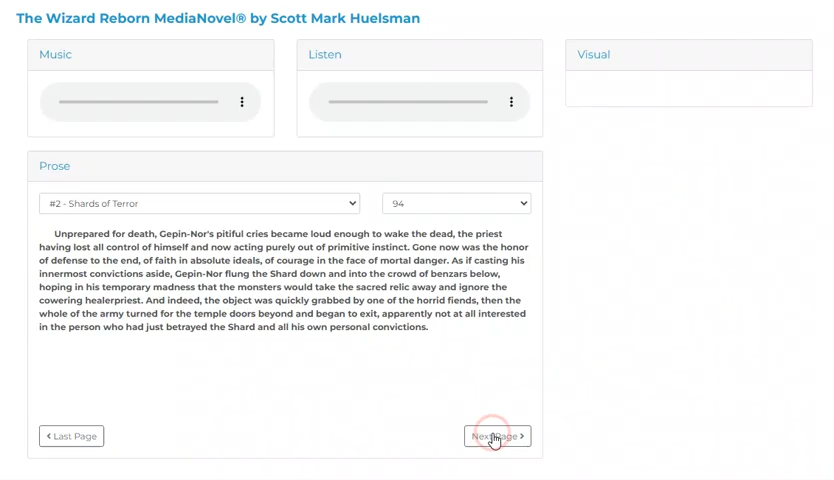 The Wizard Reborn MediaNovel® by Scott Mark Huelsman
Music
Listen
Visual
Prose
#2 - Shards of Terror
94
Unprepared for death, Gepin-Nor's pitiful cries became loud enough to wake the dead, the priest
having lost all control of himself and now acting purely out of primitive instinct. Gone now was the honor
of defense to the end, of faith in absolute ideals, of courage in the face of mortal danger. As if casting his
innermost convictions aside, Gepin-Nor flung the Shard down and into the crowd of benzars below,
hoping in his temporary madness that the monsters would take the sacred relic away and ignore the
cowering healerpriest. And indeed, the object was quickly grabbed by one of the horrid fiends, then the
whole of the army turned for the temple doors beyond and began to exit, apparently not at all interested
in the person who had just betrayed the Shard and all his own personal convictions.
Last Page
Next Page